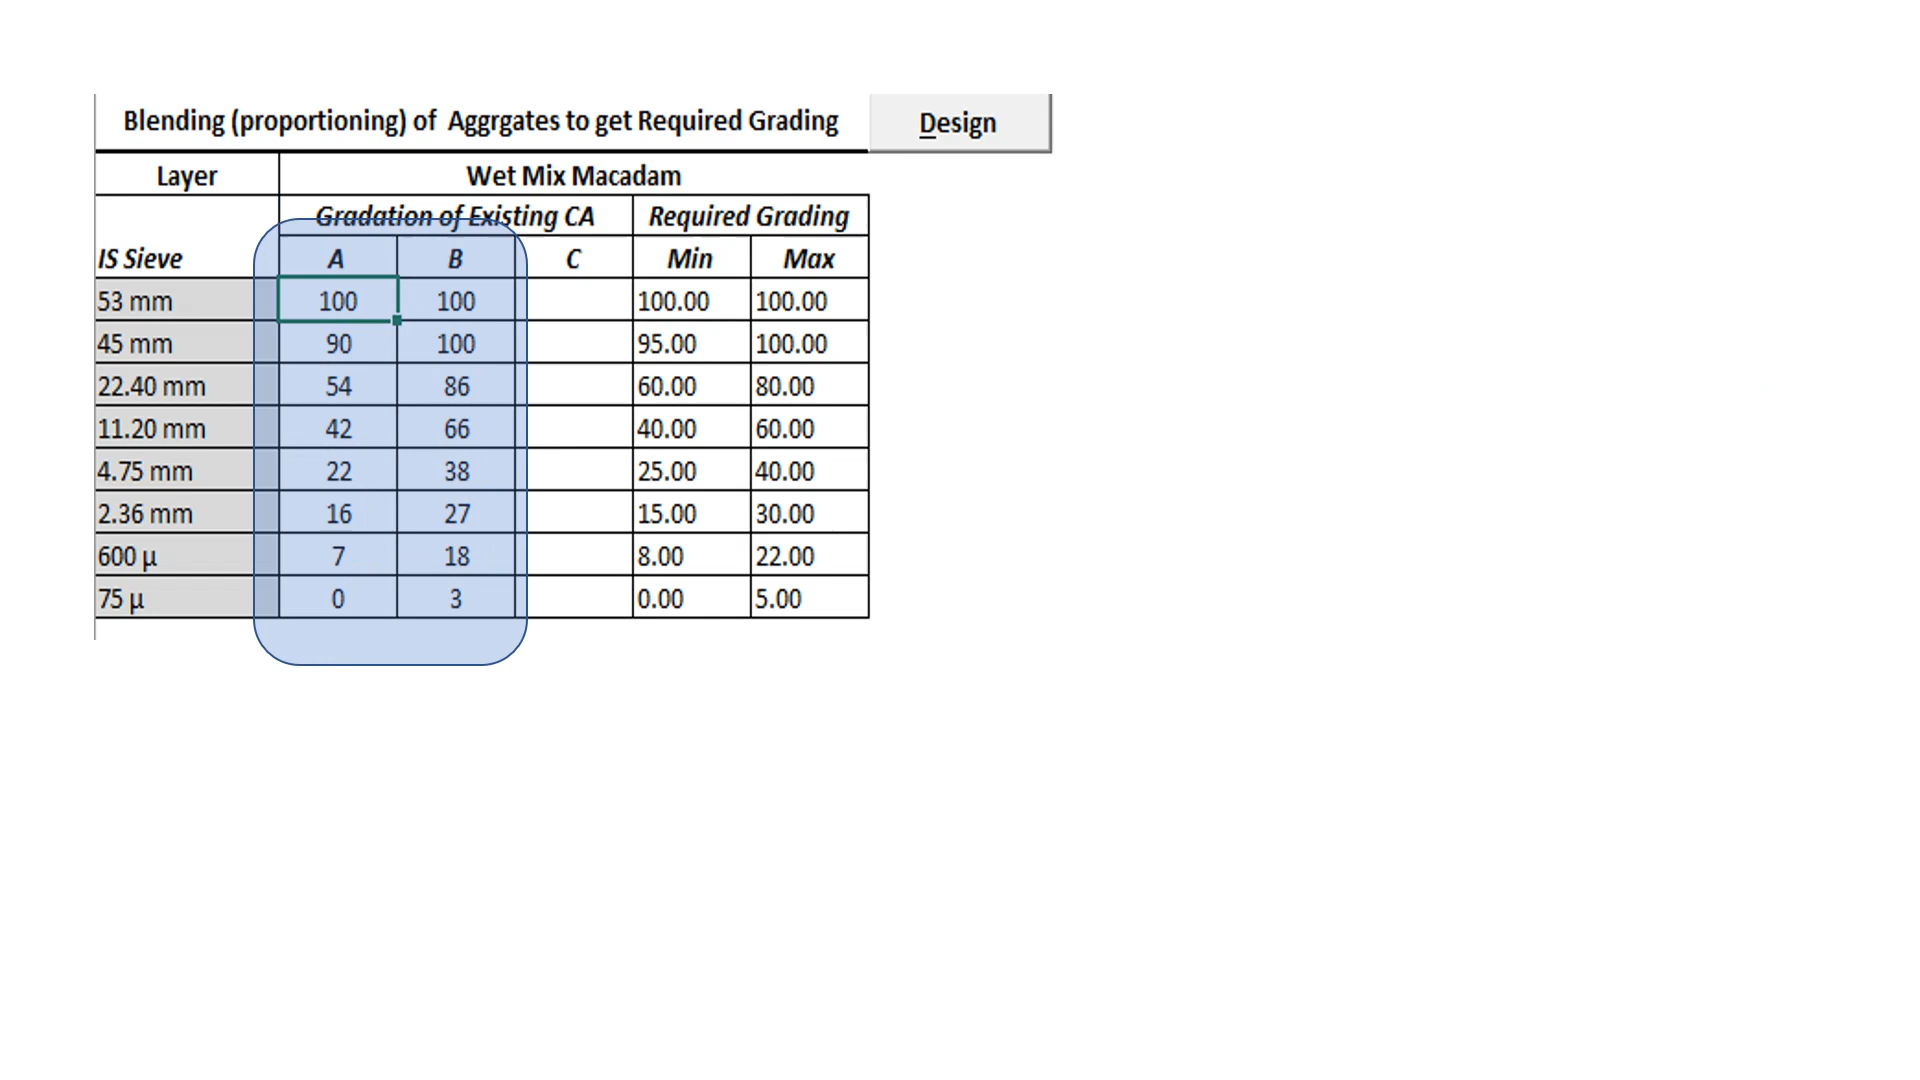 Blending (proportioning) of Aggrgates to get Required Grading Design
Layer Wet Mix Macadam
Gradation of Existing CA Required Grading
IS Sieve A B C Min Max
53 mm 100 100 100.00 100.00
45 mm 90 100 95.00 100.00
22.40 mm 54 86 60.00 80.00
11.20 mm 42 66 40.00 60.00
4.75 mm 22 38 25.00 40.00
2.36 mm 16 27 15.00 30.00
600 µ 7 18 8.00 22.00
75 µ 0 3 0.00 5.00